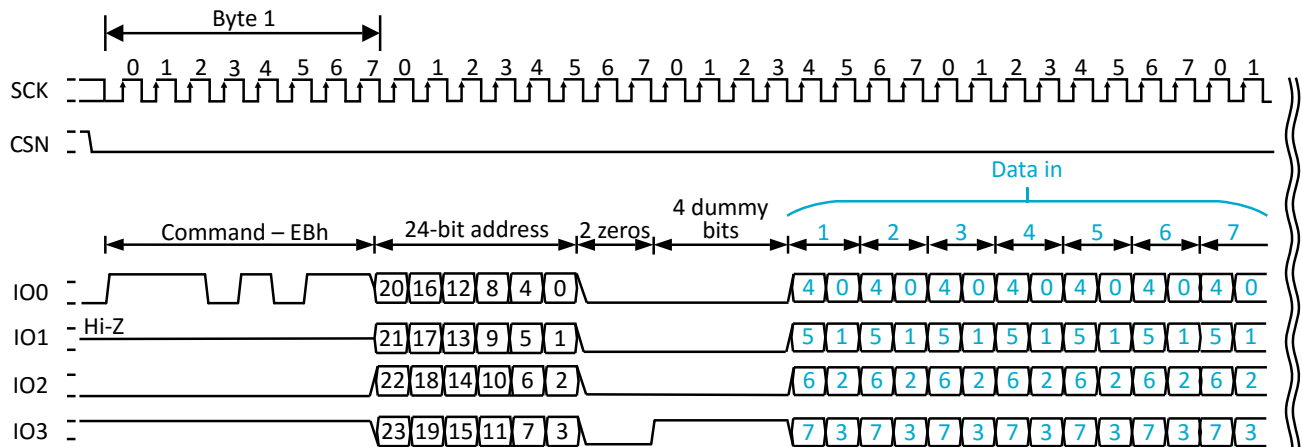 Byte 1
0 1 2 3 4 5 6 7 0 1 2 3 4 5 6 7 0 1 2 3 4 5 6 7 0 1 2 3 4 5 6 7 0 1
SCK
CSN
Data in
4 dummy
Command – EBh 24-bit address 2 zeros bits 1 2 3 4 5 6 7
IO0 20 16 12 8 4 0 4 0 4 0 4 0 4 0 4 0 4 0 4 0
Hi-Z
IO1 21 17 13 9 5 1 5 1 5 1 5 1 5 1 5 1 5 1 5 1
IO2 22 18 14 10 6 2 6 2 6 2 6 2 6 2 6 2 6 2 6 2
IO3 23 19 15 11 7 3 7 3 7 3 7 3 7 3 7 3 7 3 7 3